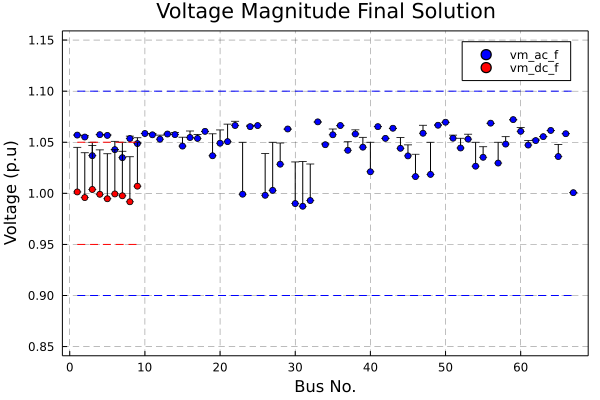 Voltage Magnitude Final Solution
vm_ac_f
vm_dc_f
Voltage (p.u)
1.15
1.10
1.05
1.00
0.95
0.90
0.85
0 10 20 30 40 50 60
Bus No.